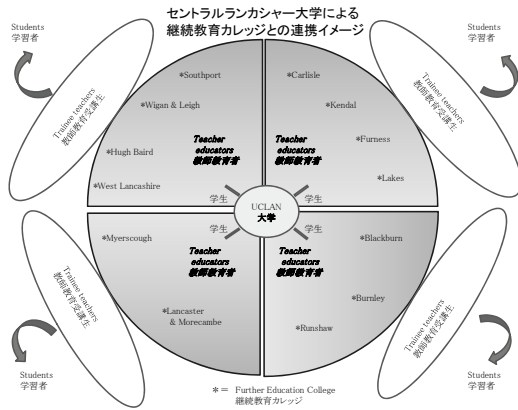 セントラルランカシャー大学による
継続教育カレッジとの連携イメージ
Students
学習者
Trainee teachers
教師教育受講生
*Southport
*Wigan & Leigh
*Hugh Baird
*West Lancashire
Teacher
educators
教師教育者
学生
*Carlisle
*Kendal
*Furness
*Lakes
Teacher
educators
教師教育者
学生
Trainee teachers
教師教育受講生
Students
学習者
UCLAN
大学
*Myerscough
*Lancaster
& Morecambe
学生
Teacher
educators
教師教育者
Trainee teachers
教師教育受講生
Students
学習者
学生
Teacher
educators
教師教育者
*Blackburn
*Burnley
*Runshaw
Trainee teachers
教師教育受講生
Students
学習者
*= Further Education College
継続教育カレッジ